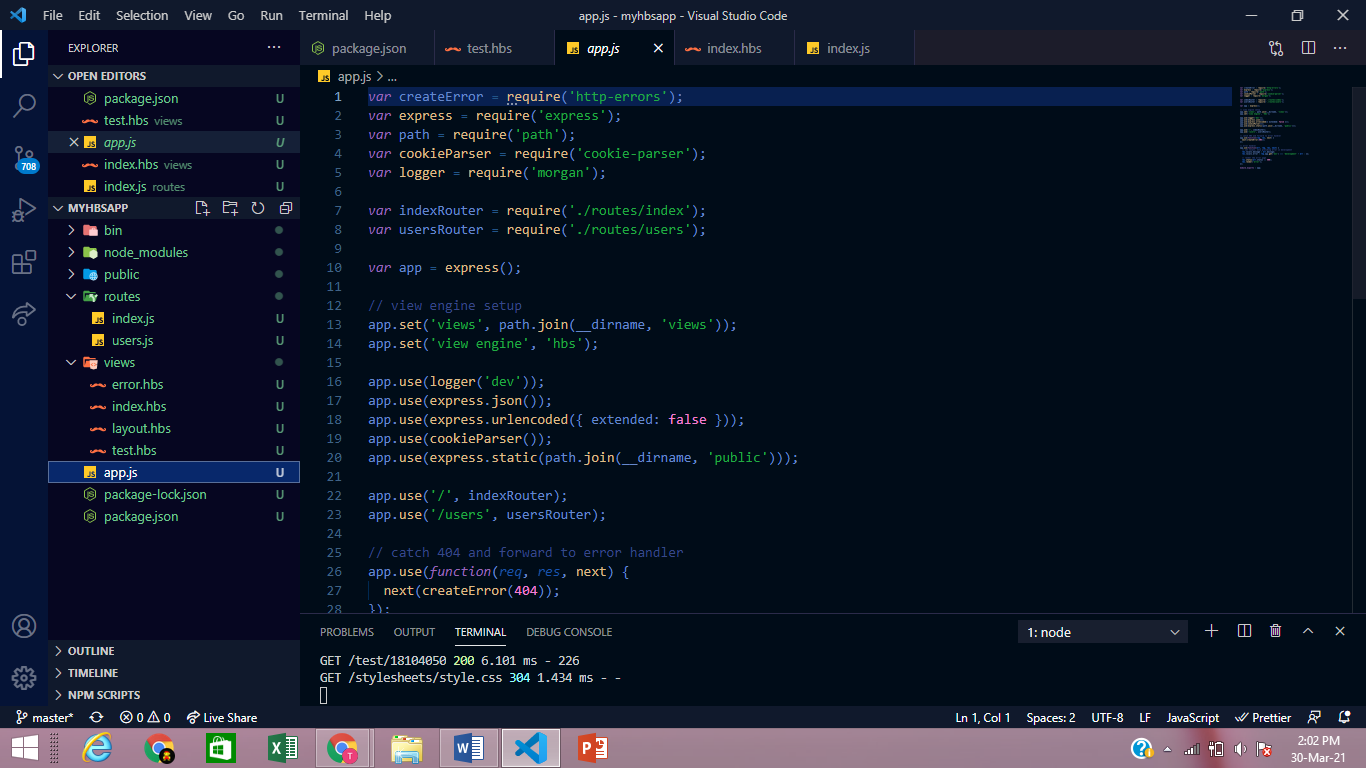 File Edit Selection View Go Run Terminal Help
app.js - myhbsapp - Visual Studio Code
EXPLORER
OPEN EDITORS
package.json U
test.hbs views U
app.js U
index.hbs views U
index.js routes U
MYHBSAPP
bin
node_modules
public
routes
index.js U
users.js U
views
error.hbs U
index.hbs U
layout.hbs U
test.hbs U
app.js U
package-lock.json U
package.json U
OUTLINE
TIMELINE
NPM SCRIPTS
708
package.json test.hbs app.js index.hbs index.js
app.js > ...
1 var createError = require('http-errors');
2 var express = require('express');
3 var path = require('path');
4 var cookieParser = require('cookie-parser');
5 var logger = require('morgan');
6
7 var indexRouter = require('./routes/index');
8 var usersRouter = require('./routes/users');
9
10 var app = express();
11
12 // view engine setup
13 app.set('views', path.join(__dirname, 'views'));
14 app.set('view engine', 'hbs');
15
16 app.use(logger('dev'));
17 app.use(express.json());
18 app.use(express.urlencoded({ extended: false }));
19 app.use(cookieParser());
20 app.use(express.static(path.join(__dirname, 'public')));
21
22 app.use('/', indexRouter);
23 app.use('/users', usersRouter);
24
25 // catch 404 and forward to error handler
26 app.use(function(req, res, next) {
27 next(createError(404));
28 });
PROBLEMS OUTPUT TERMINAL DEBUG CONSOLE
1: node
GET /test/18104050 200 6.101 ms - 226
GET /stylesheets/style.css 304 1.434 ms - -
master* 0 0 Live Share
Ln 1, Col 1 Spaces: 2 UTF-8 LF JavaScript Prettier
2:02 PM
30-Mar-21